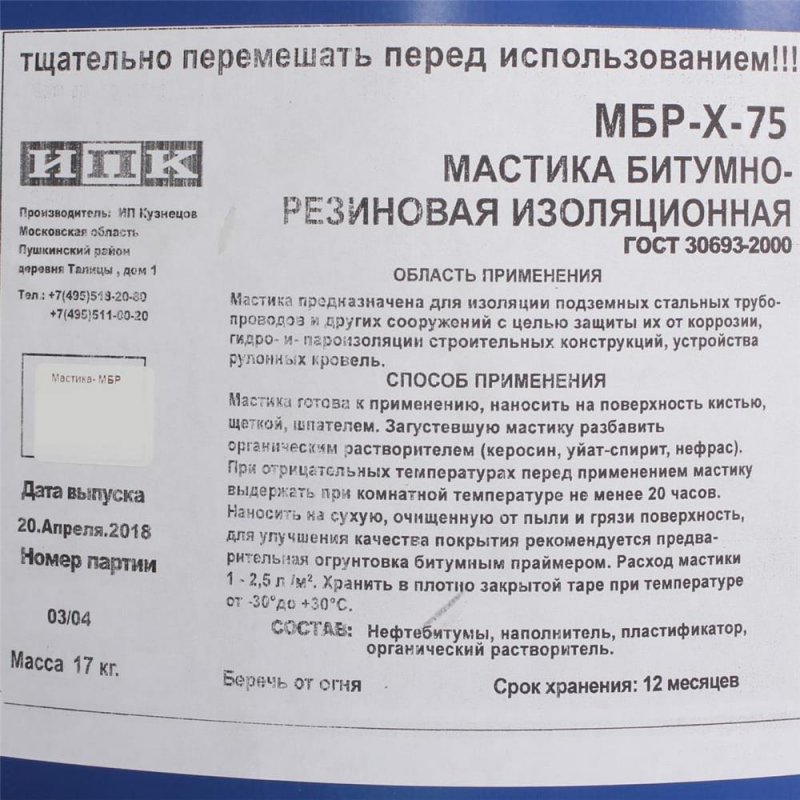 тщательно перемешать перед использованием!!!
МБР-Х-75
МАСТИКА БИТУМНО-
РЕЗИНОВАЯ ИЗОЛЯЦИОННАЯ
ГОСТ 30693-2000
ИПК
Производитель: ИП Кузнецов
Московская область
Пушкинский район
деревня Талицы , дом 1
Тел.: +7(495)518-20-80
+7(495)511-00-20
Мастика- МБР
Дата выпуска
20.Апреля.2018
Номер партии
03/04
Масса 17 кг.
ОБЛАСТЬ ПРИМЕНЕНИЯ
Мастика предназначена для изоляции подземных стальных трубо-
проводов и других сооружений с целью защиты их от коррозии,
гидро- и- пароизоляции строительных конструкций, устройства
рулонных кровель.
СПОСОБ ПРИМЕНЕНИЯ
Мастика готова к применению, наносить на поверхность кистью,
щеткой, шпателем. Загустевшую мастику разбавить
органическим растворителем (керосин, уйат-спирит, нефрас).
При отрицательных температурах перед применением мастику
выдержать при комнатной температуре не менее 20 часов.
Наносить на сухую, очищенную от пыли и грязи поверхность,
для улучшения качества покрытия рекомендуется предва-
рительная огрунтовка битумным праймером. Расход мастики
1 - 2,5 л /м². Хранить в плотно закрытой таре при температуре
от -30°до +30°С.
СОСТАВ: Нефтебитумы, наполнитель, пластификатор,
органический растворитель.
Беречь от огня
Срок хранения: 12 месяцев